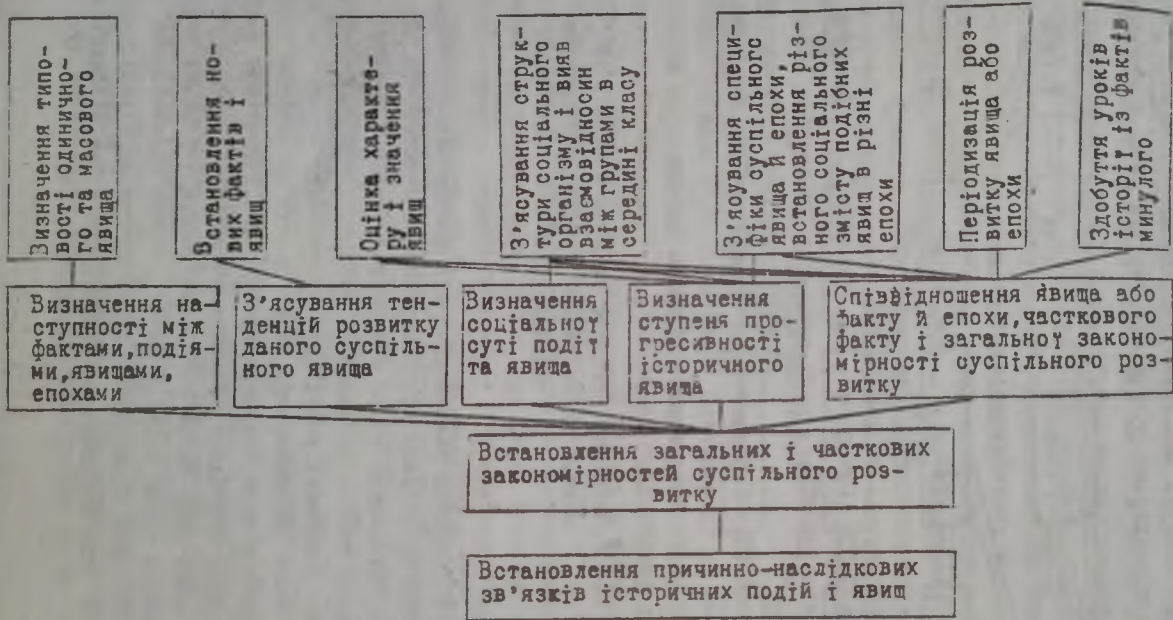 Визначення типо-
вості одинично-
го та масового
явища
Встановлення но-
вих фактів і
явищ
Оцінка характе-
ру і значення
явищ
З'ясування струк-
тури соціального
організму і вияв
взаємовідносин
між групами в
середині класу
З'яоування специ-
фіки суспільногс
явища й епохи,
встановлення різ-
ного соціального
змісту подібних
явищ в різні
епохи
Періодизація роз-
витку явища або
епохи
Здобуття уроків
історії із фактів
минулого
Визначення на-
ступності між
фактами,подія-
ми,явищами,
епохами
З'ясування тен-
денцій розвитку
даного суспіль-
ного явища
Визначення
соціальної
суті події
та явища
Визначення
ступеня про-
гресивності
історичного
явища
Співвідношення явища або
факту й епохи,часткового
факту і загальної законо-
мірності суспільного роз-
витку
Встановлення загальних і часткових
закономірностей суспільного роз-
витку
Встановлення причинно-наслідкових
зв'язків історичних подій і явищ